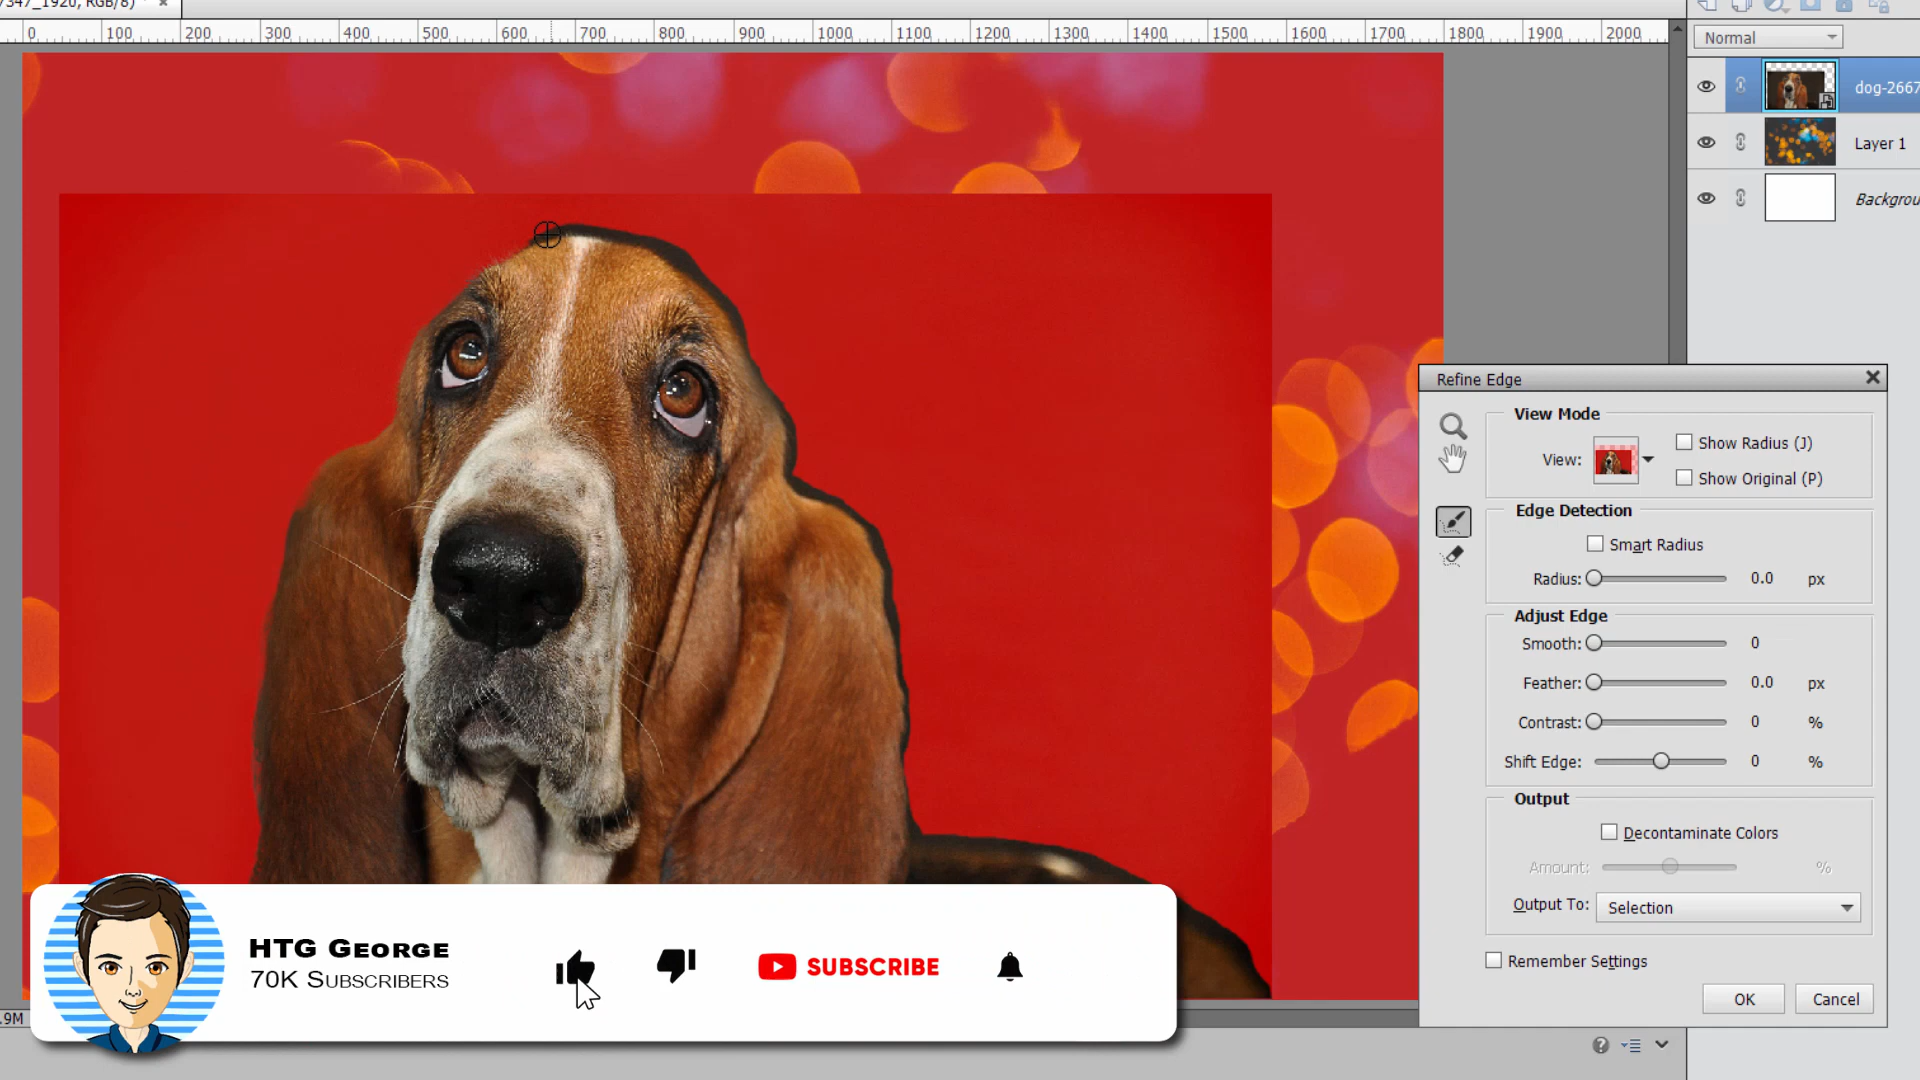 7347_1920, RGB/8)
0 100 200 300 400 500 600 700 800 900 1000 1100 1200 1300 1400 1500 1600 1700 1800 1900 2000
Normal
dog-2667
Layer 1
Backgrou
Refine Edge
View Mode
View:
Show Radius (J)
Show Original (P)
Edge Detection
Smart Radius
Radius: 0.0 px
Adjust Edge
Smooth: 0
Feather: 0.0 px
Contrast: 0 %
Shift Edge: 0 %
Output
Decontaminate Colors
Amount: %
Output To: Selection
Remember Settings
OK Cancel
.9M
HTG George
70K Subscribers
SUBSCRIBE